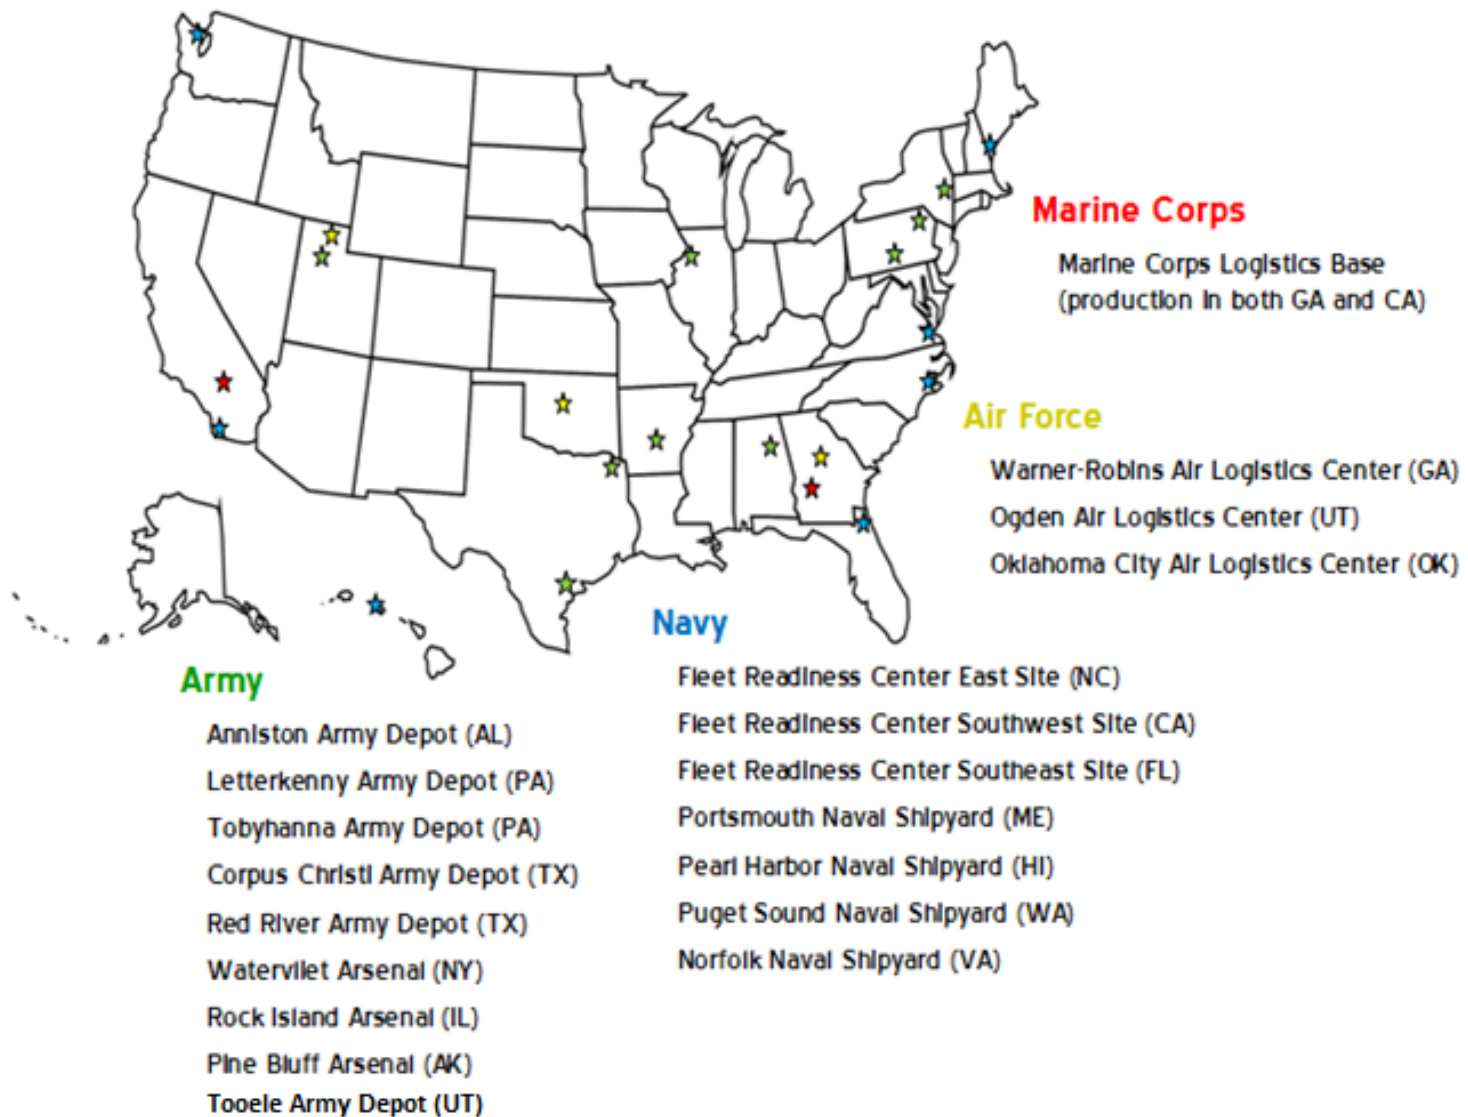 Marine Corps
Marine Corps Logistics Base
(production in both GA and CA)
Air Force
Warner-Robins Air Logistics Center (GA)
Ogden Air Logistics Center (UT)
Oklahoma City Air Logistics Center (OK)
Navy
Fleet Readiness Center East Site (NC)
Fleet Readiness Center Southwest Site (CA)
Fleet Readiness Center Southeast Site (FL)
Portsmouth Naval Shipyard (ME)
Pearl Harbor Naval Shipyard (HI)
Puget Sound Naval Shipyard (WA)
Norfolk Naval Shipyard (VA)
Army
Anniston Army Depot (AL)
Letterkenny Army Depot (PA)
Tobyhanna Army Depot (PA)
Corpus Christi Army Depot (TX)
Red River Army Depot (TX)
Watervliet Arsenal (NY)
Rock Island Arsenal (IL)
Pine Bluff Arsenal (AK)
Tooele Army Depot (UT)